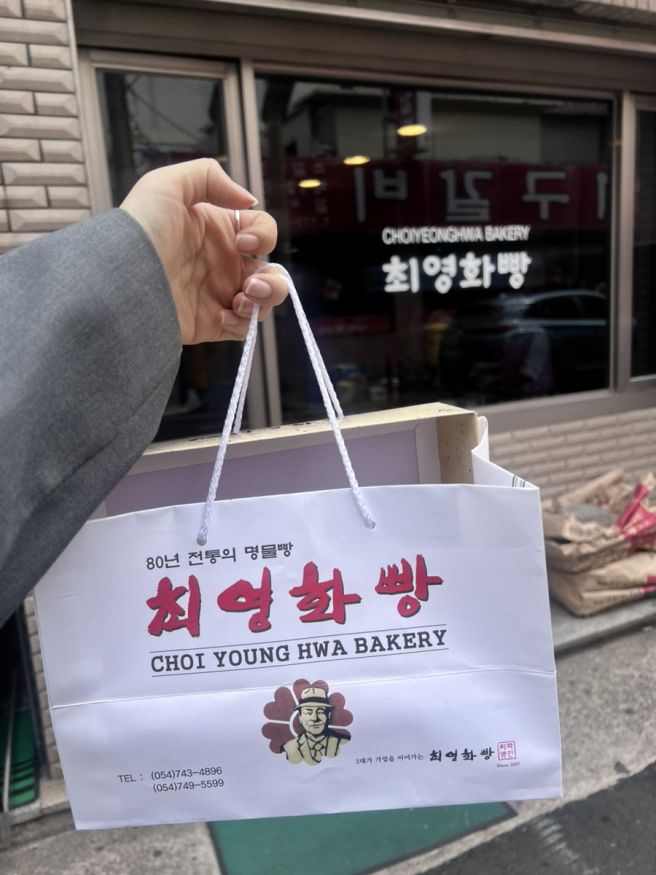 CHOIYEONGHWA BAKERY
최영화빵
80년 전통의 명물빵
최영화빵
CHOI YOUNG HWA BAKERY
3대가 가업을 이어가는 최영화빵
Since 1937
TEL : (054)743-4896
(054)749-5599